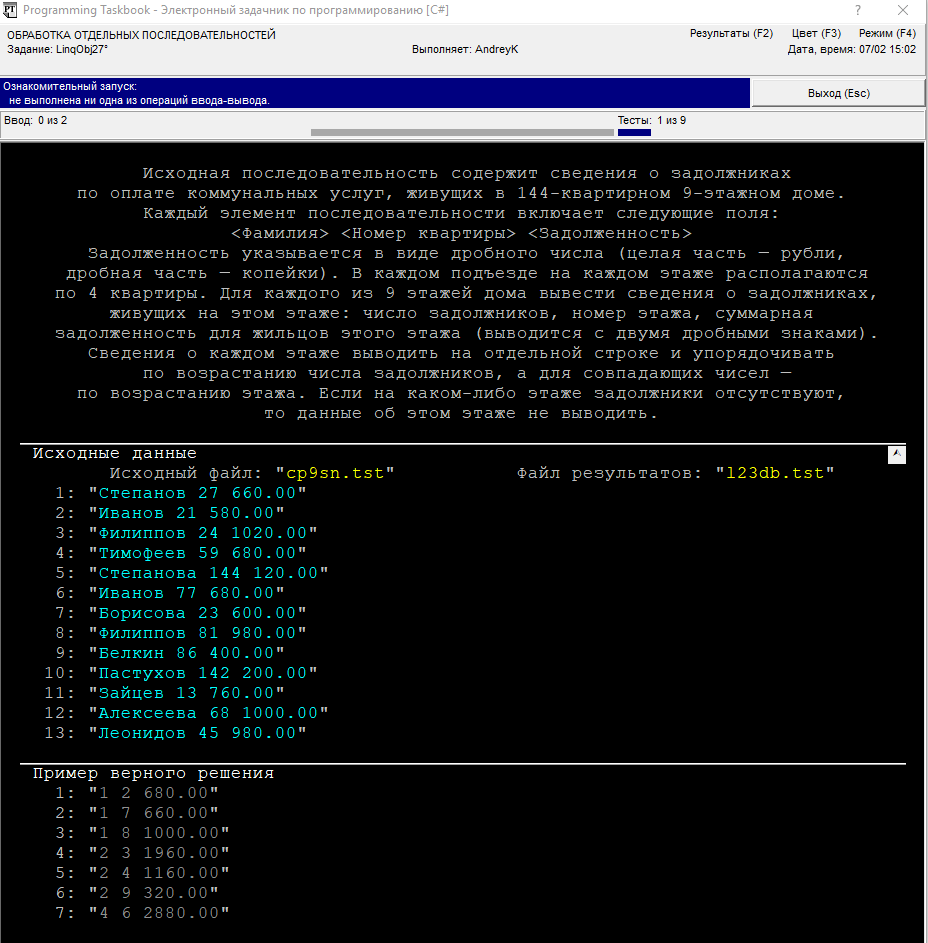 Programming Taskbook - Электронный задачник по программированию [C#]
ОБРАБОТКА ОТДЕЛЬНЫХ ПОСЛЕДОВАТЕЛЬНОСТЕЙ
Результаты (F2) Цвет (F3) Режим (F4)
Задание: LinqObj27°
Выполняет: AndreyK
Дата, время: 07/02 15:02
Ознакомительный запуск:
не выполнена ни одна из операций ввода-вывода.
Выход (Esc)
Ввод: 0 из 2
Тесты: 1 из 9
Исходная последовательность содержит сведения о задолжниках
по оплате коммунальных услуг, живущих в 144-квартирном 9-этажном доме.
Каждый элемент последовательности включает следующие поля:
<Фамилия> <Номер квартиры> <Задолженность>
Задолженность указывается в виде дробного числа (целая часть — рубли,
дробная часть — копейки). В каждом подъезде на каждом этаже располагаются
по 4 квартиры. Для каждого из 9 этажей дома вывести сведения о задолжниках,
живущих на этом этаже: число задолжников, номер этажа, суммарная
задолженность для жильцов этого этажа (выводится с двумя дробными знаками).
Сведения о каждом этаже выводить на отдельной строке и упорядочивать
по возрастанию числа задолжников, а для совпадающих чисел —
по возрастанию этажа. Если на каком-либо этаже задолжники отсутствуют,
то данные об этом этаже не выводить.
Исходные данные
Исходный файл: "cp9sn.tst" Файл результатов: "l23db.tst"
1: "Степанов 27 660.00"
2: "Иванов 21 580.00"
3: "Филиппов 24 1020.00"
4: "Тимофеев 59 680.00"
5: "Степанова 144 120.00"
6: "Иванов 77 680.00"
7: "Борисова 23 600.00"
8: "Филиппов 81 980.00"
9: "Белкин 86 400.00"
10: "Пастухов 142 200.00"
11: "Зайцев 13 760.00"
12: "Алексеева 68 1000.00"
13: "Леонидов 45 980.00"
Пример верного решения
1: "1 2 680.00"
2: "1 7 660.00"
3: "1 8 1000.00"
4: "2 3 1960.00"
5: "2 4 1160.00"
6: "2 9 320.00"
7: "4 6 2880.00"